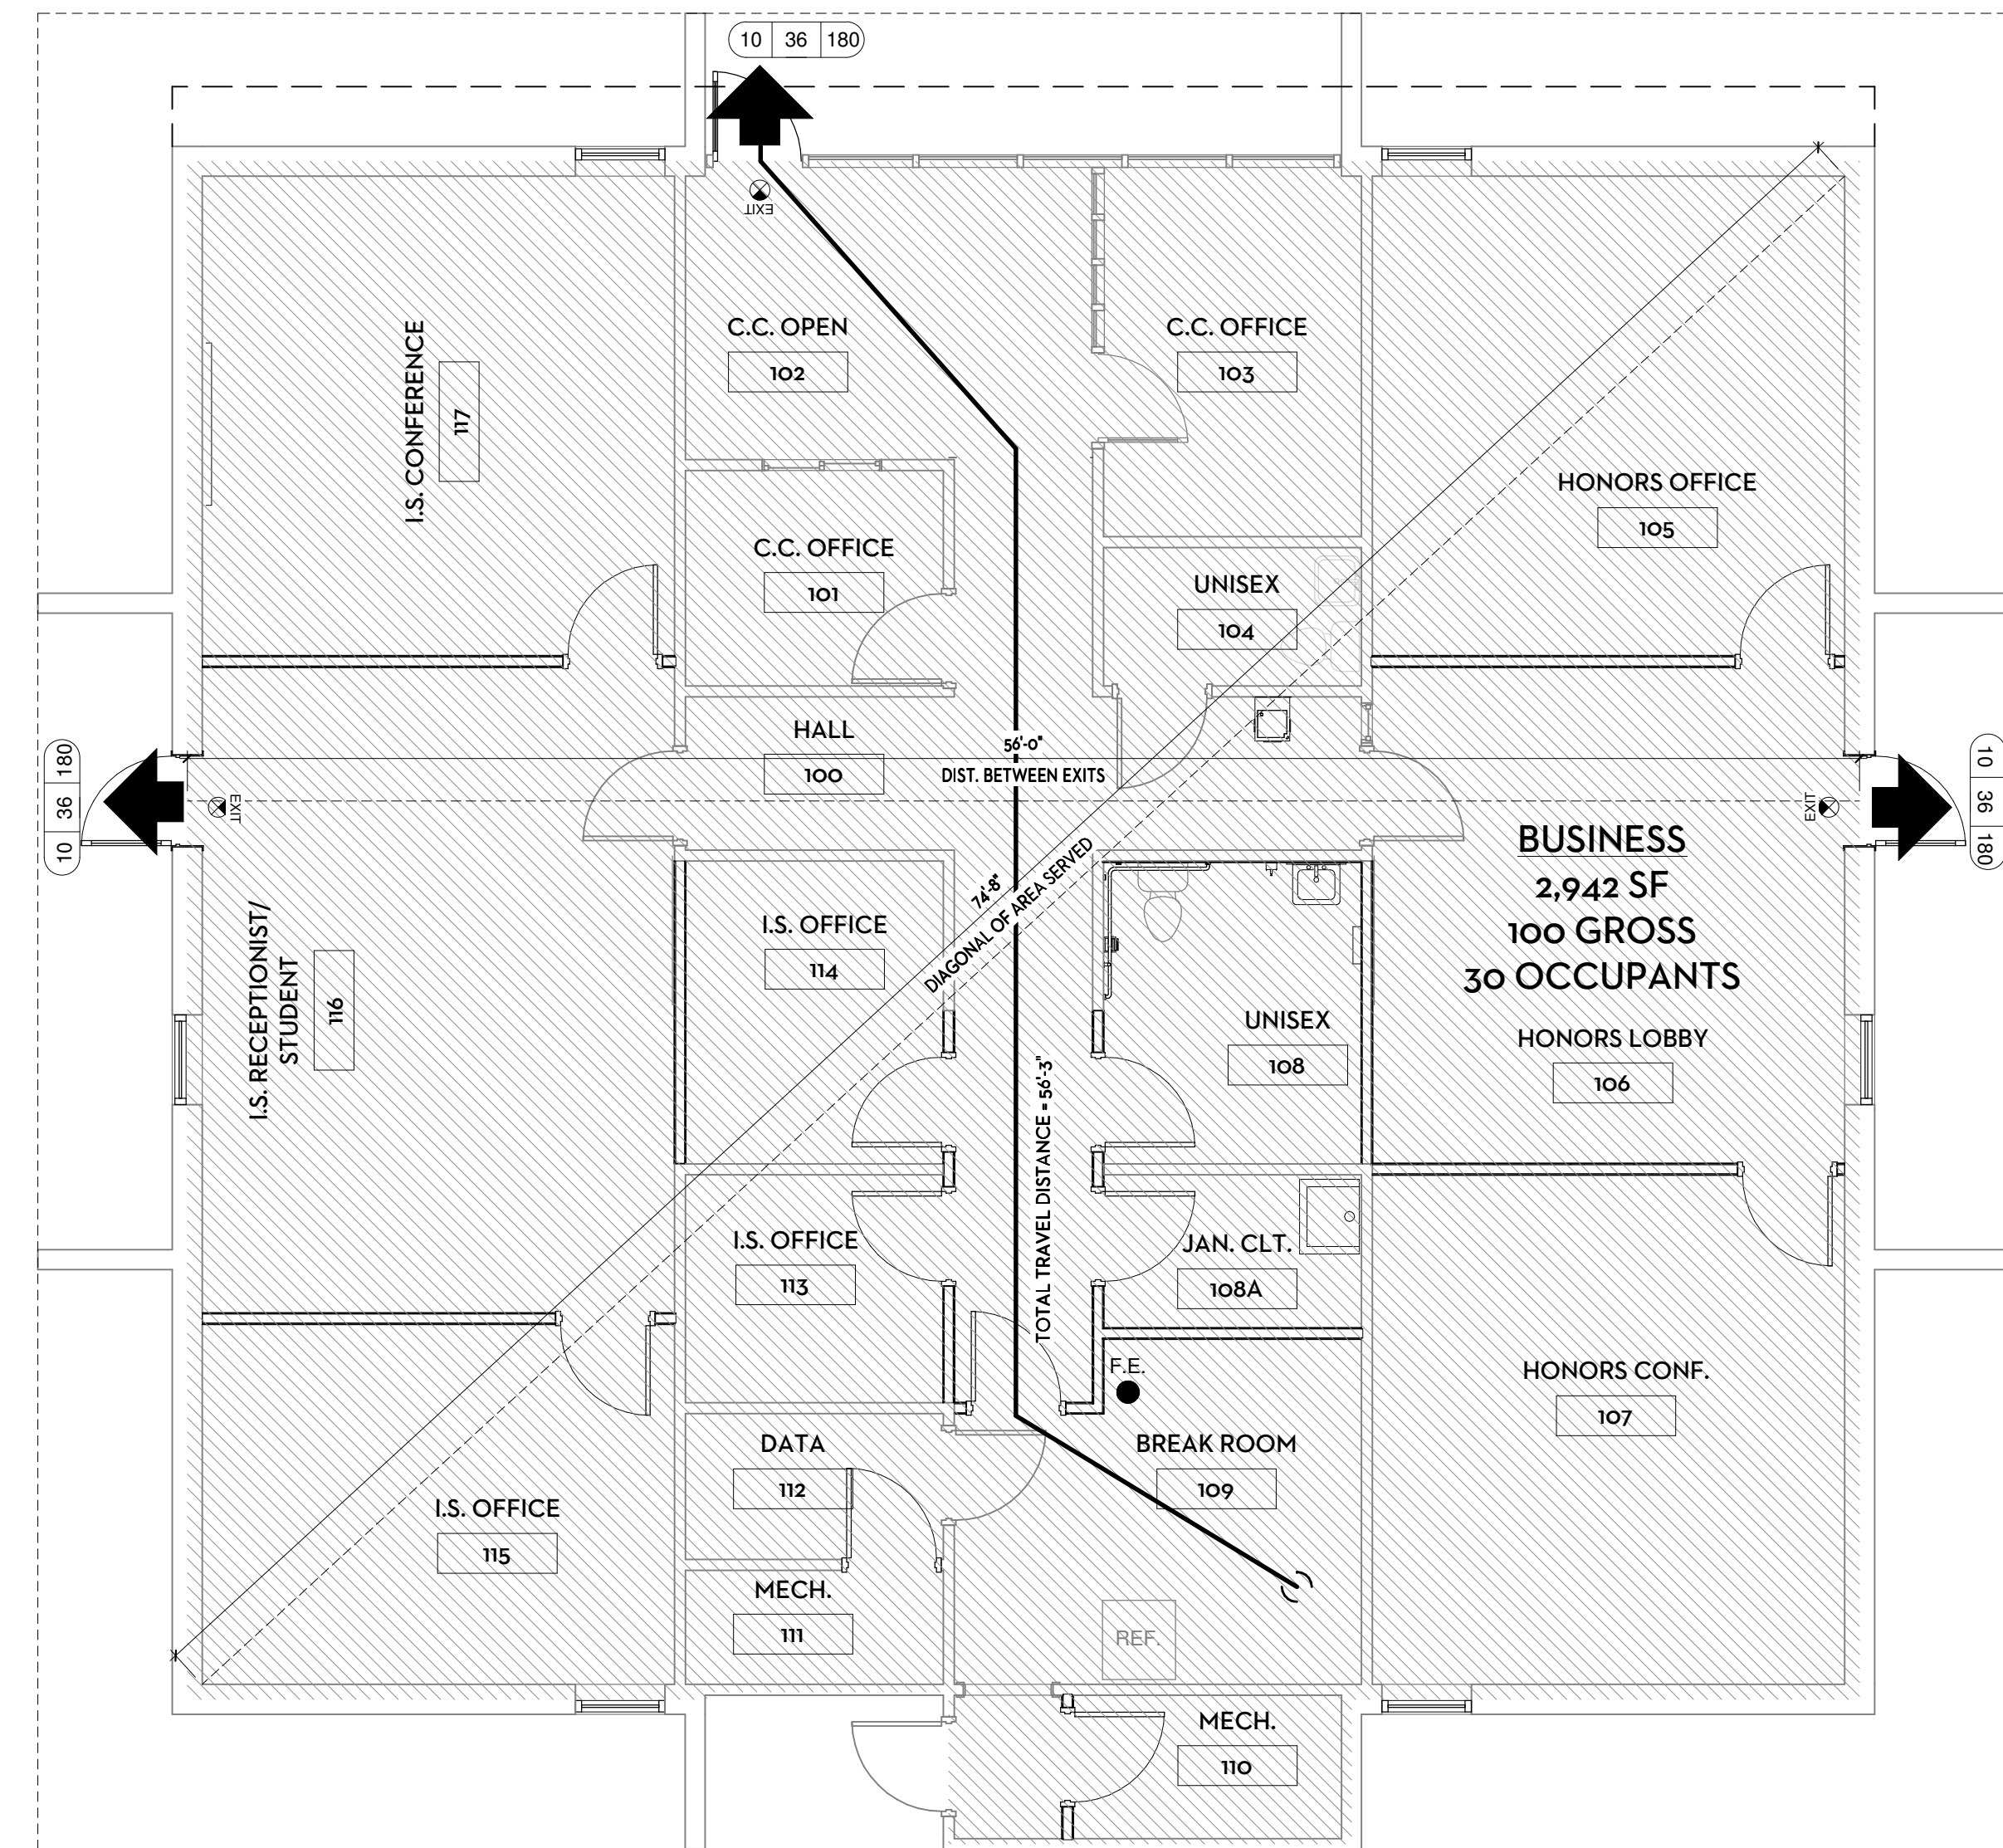 10 36 180
EXIT
C.C. OPEN
102
C.C. OFFICE
103
I.S. CONFERENCE
117
HONORS OFFICE
105
C.C. OFFICE
101
UNISEX
104
HALL
100
56'-0"
DIST. BETWEEN EXITS
10 36 180
EXIT
EXIT
10 36 180
BUSINESS
2,942 SF
100 GROSS
30 OCCUPANTS
74'-8"
DIAGONAL OF AREA SERVED
I.S. RECEPTIONIST/
STUDENT
116
I.S. OFFICE
114
UNISEX
108
HONORS LOBBY
106
TOTAL TRAVEL DISTANCE = 56'-3"
I.S. OFFICE
113
JAN. CLT.
108A
F.E.
HONORS CONF.
107
DATA
112
BREAK ROOM
109
I.S. OFFICE
115
MECH.
111
REF.
MECH.
110